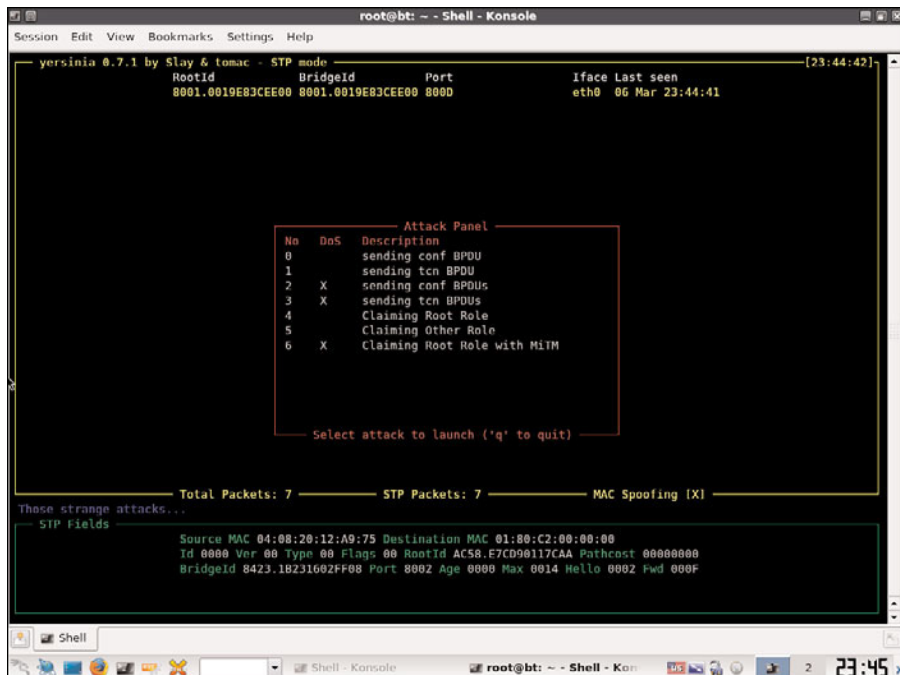 root@bt: ~ - Shell - Konsole
Session Edit View Bookmarks Settings Help
yersinia 0.7.1 by Slay & tomac - STP mode [23:44:42]
RootId BridgeId Port Iface Last seen
8001.0019E83CEE00 8001.0019E83CEE00 800D eth0 06 Mar 23:44:41
Attack Panel
No DoS Description
0 sending conf BPDU
1 sending tcn BPDU
2 X sending conf BPDUs
3 X sending tcn BPDUs
4 Claiming Root Role
5 Claiming Other Role
6 X Claiming Root Role with MiTM
Select attack to launch ('q' to quit)
Total Packets: 7 STP Packets: 7 MAC Spoofing [X]
Those strange attacks...
STP Fields
Source MAC 04:08:20:12:A9:75 Destination MAC 01:80:C2:00:00:00
Id 0000 Ver 00 Type 00 Flags 00 RootId AC58.E7CD90117CAA Pathcost 00000000
BridgeId 8423.1B231602FF08 Port 8002 Age 0000 Max 0014 Hello 0002 Fwd 000F
Shell
Shell - Konsole root@bt: ~ - Shell - Kon US 2 23:45